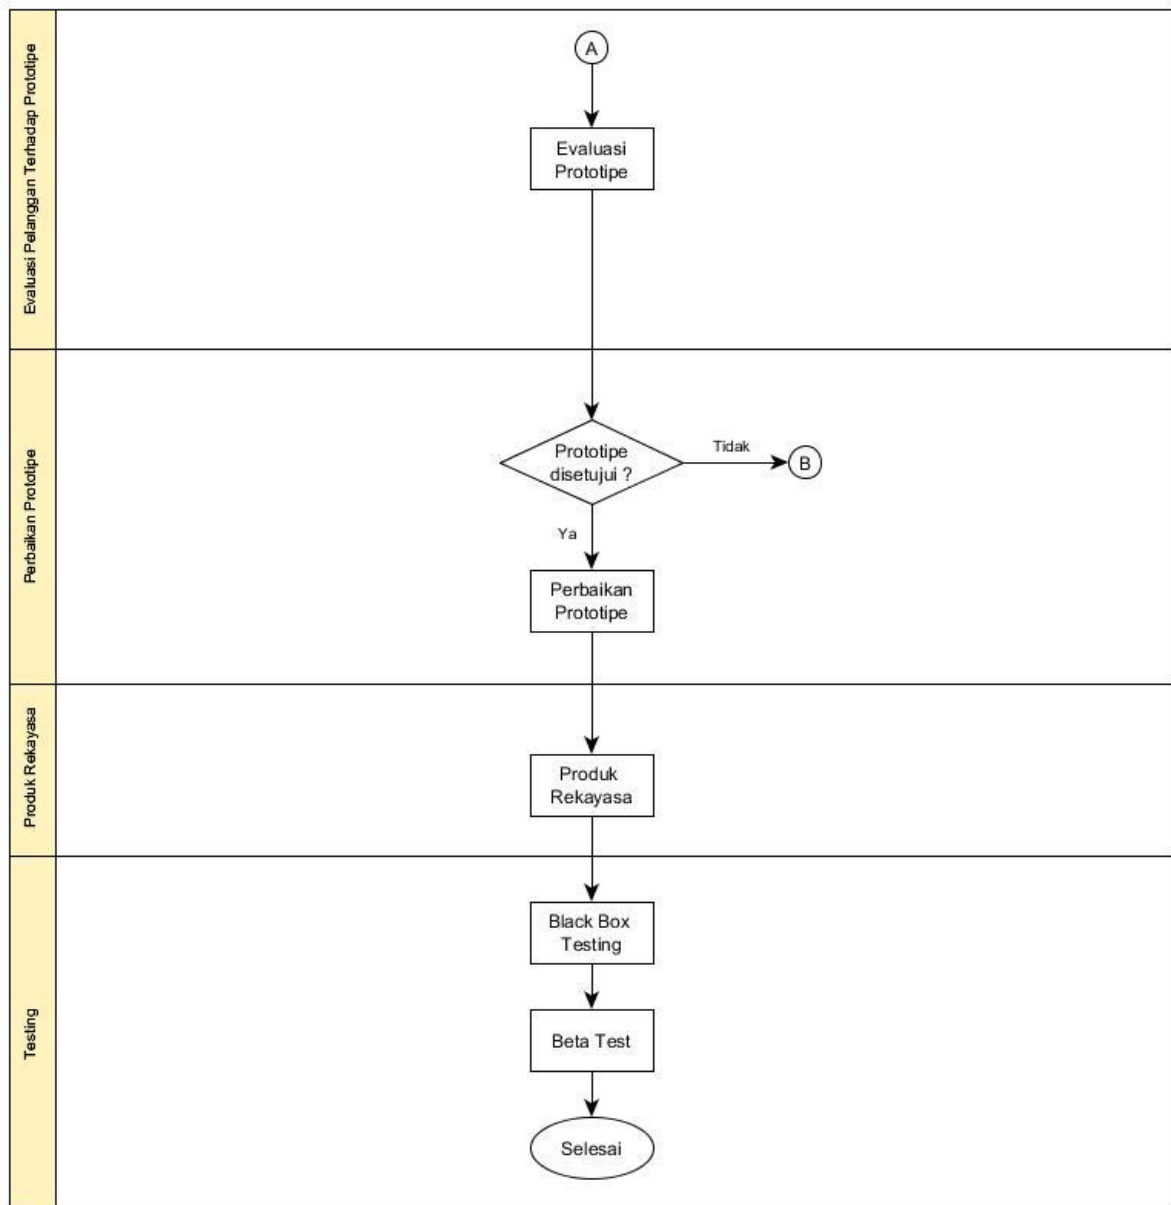 Evaluasi Pelanggan Terhadap Prototipe
A
Evaluasi
Prototipe
Perbaikan Prototipe
Prototipe
disetujui ?
Tidak
B
Ya
Perbaikan
Prototipe
Produk Rekayasa
Produk
Rekayasa
Testing
Black Box
Testing
Beta Test
Selesai